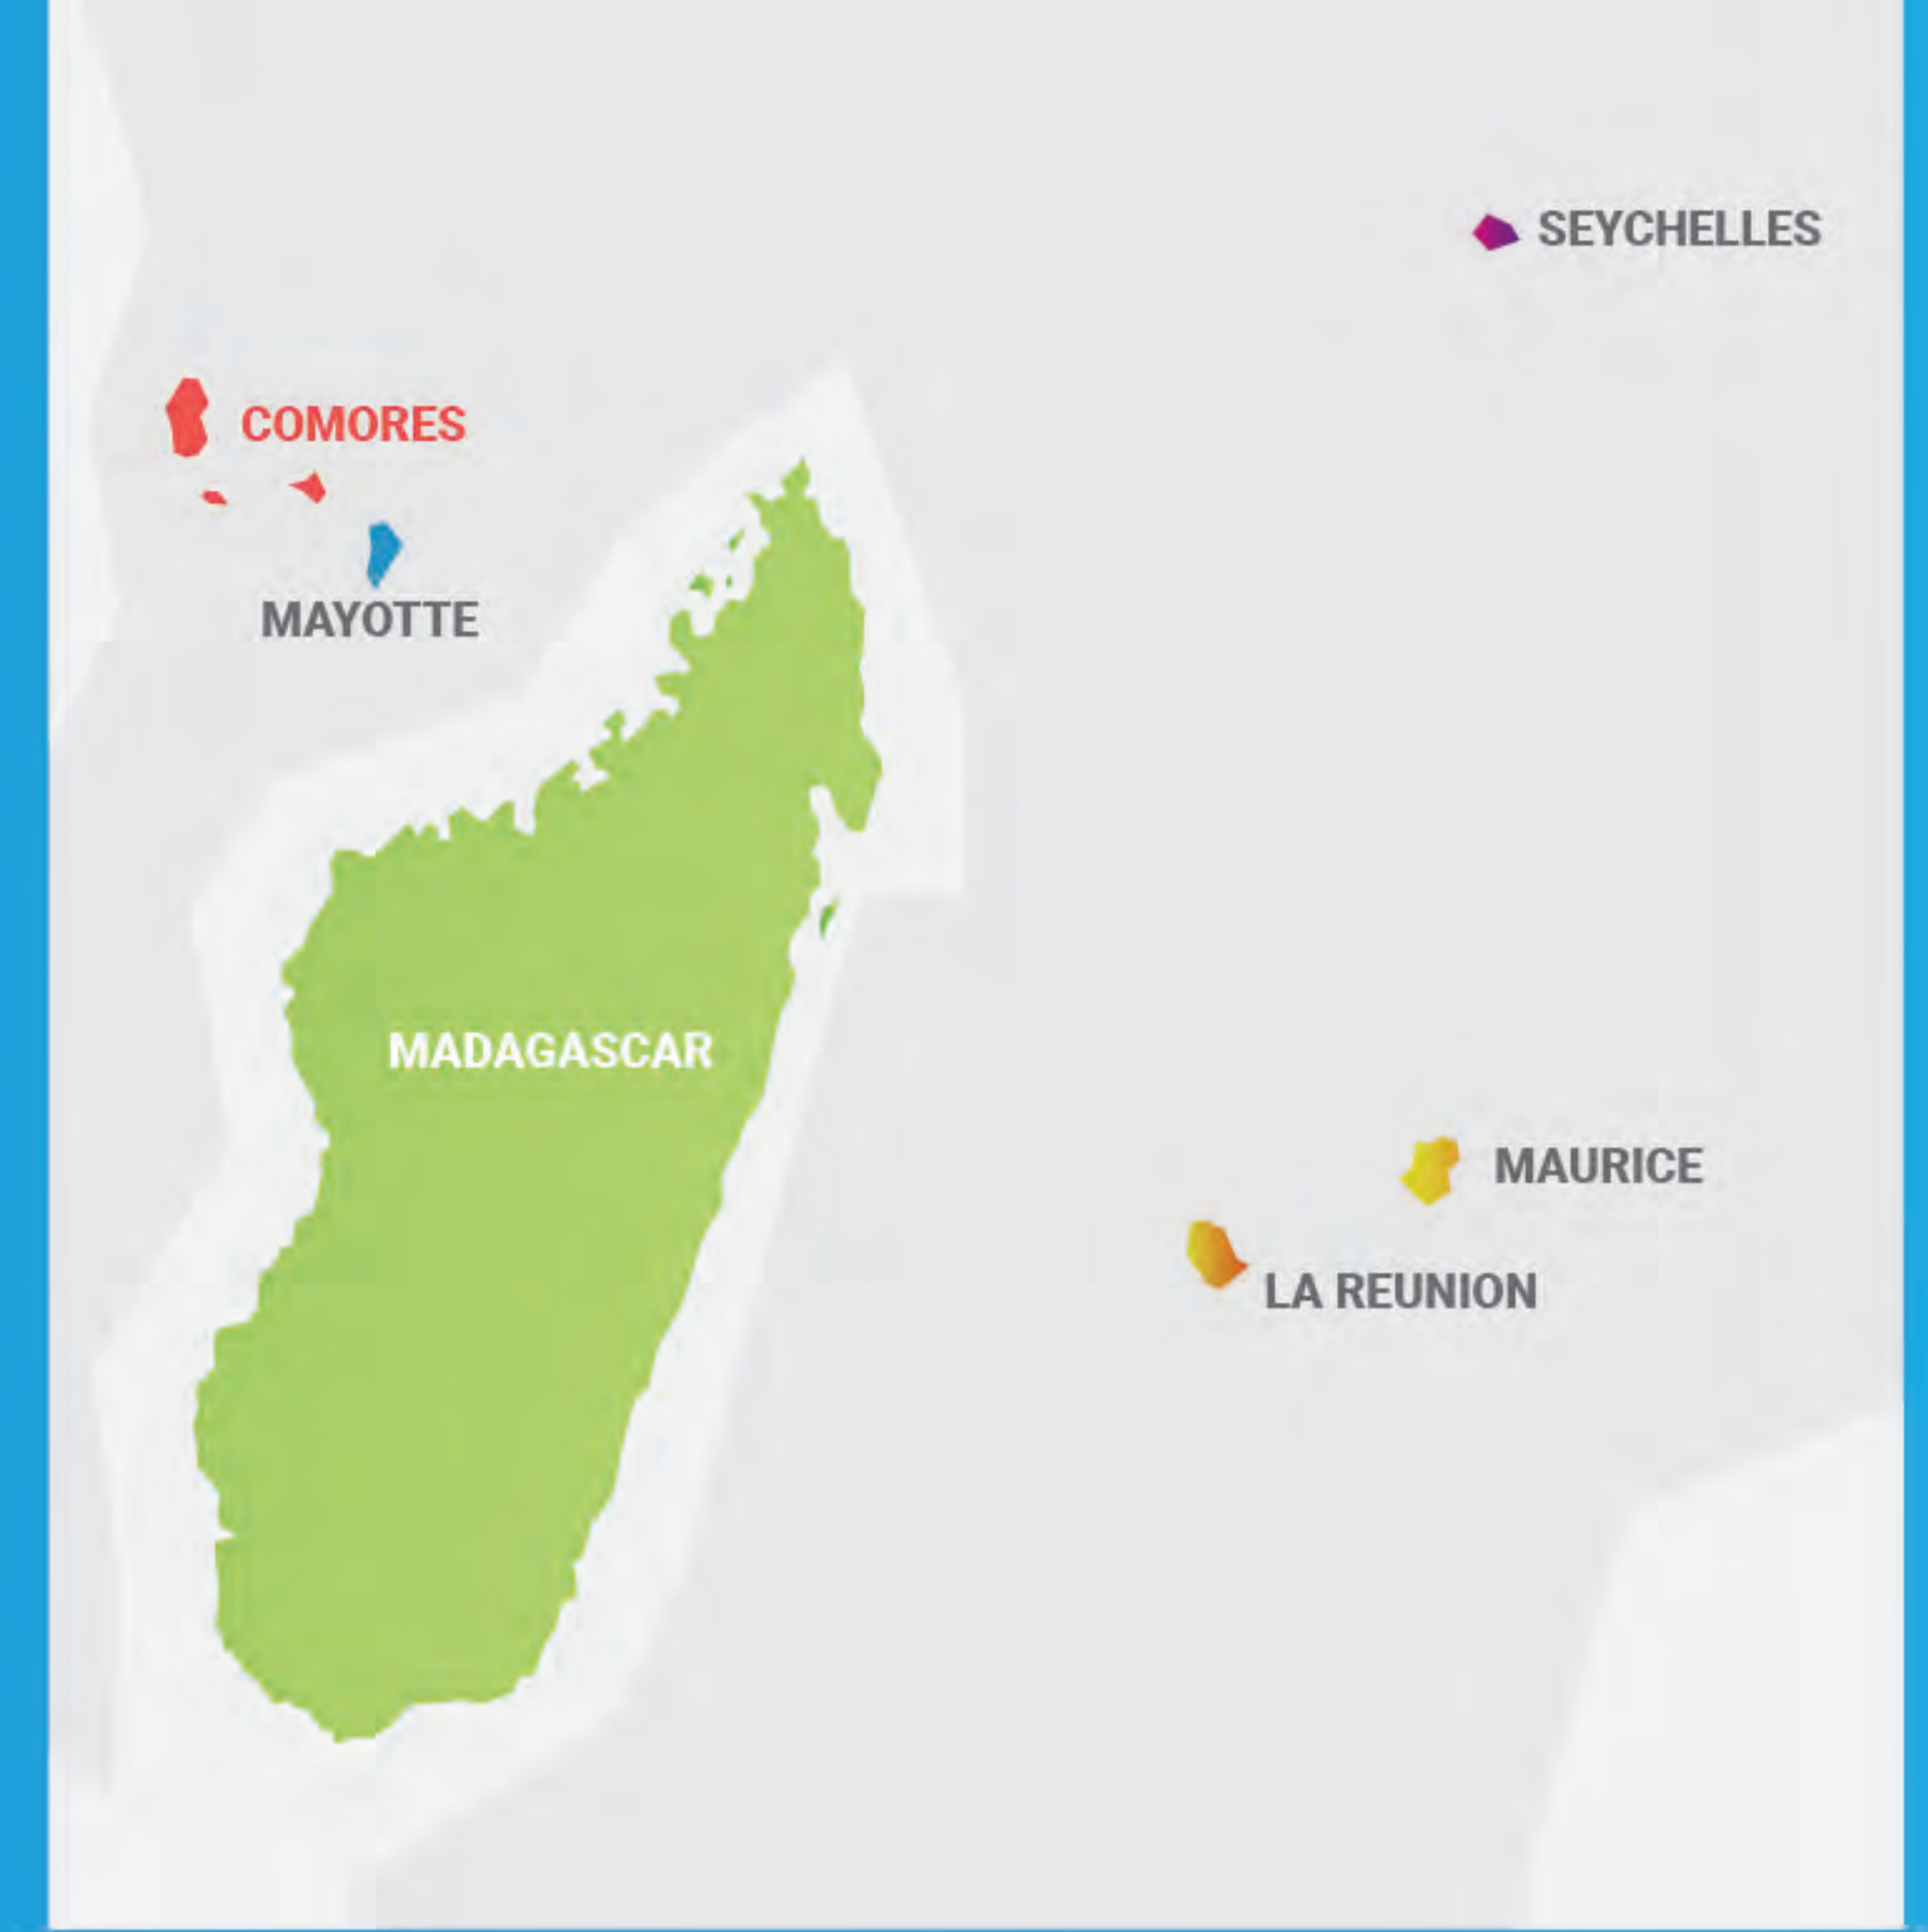 SEYCHELLES
COMORES
MAYOTTE
MADAGASCAR
MAURICE
LA REUNION